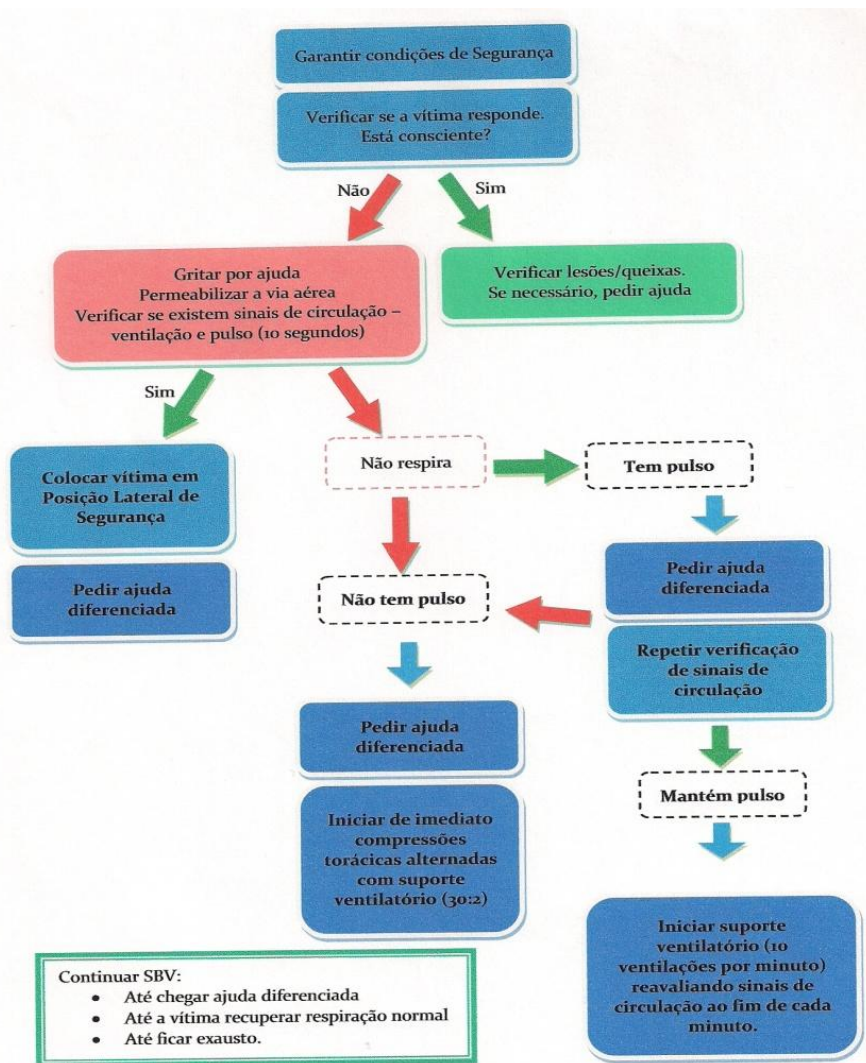 Garantir condições de Segurança
Verificar se a vítima responde.
Está consciente?
Não
Sim
Gritar por ajuda
Permeabilizar a via aérea
Verificar se existem sinais de circulação –
ventilação e pulso (10 segundos)
Verificar lesões/queixas.
Se necessário, pedir ajuda
Sim
Colocar vítima em
Posição Lateral de
Segurança
Pedir ajuda
diferenciada
Não respira
Tem pulso
Não tem pulso
Pedir ajuda
diferenciada
Repetir verificação
de sinais de
circulação
Pedir ajuda
diferenciada
Iniciar de imediato
compressões
torácicas alternadas
com suporte
ventilatório (30:2)
Mantém pulso
Iniciar suporte
ventilatório (10
ventilações por minuto)
reavaliando sinais de
circulação ao fim de cada
minuto.
Continuar SBV:
• Até chegar ajuda diferenciada
• Até a vítima recuperar respiração normal
• Até ficar exausto.